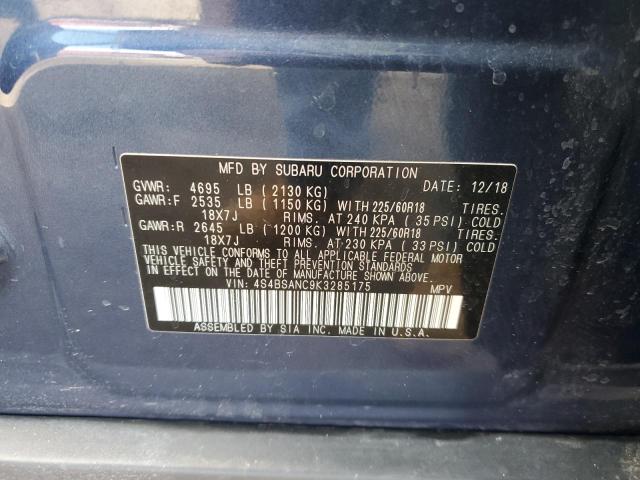 MFD BY SUBARU CORPORATION
GVWR: 4695 LB (2130 KG) DATE: 12/18
GAWR:F 2535 LB (1150 KG) WITH 225/60R18 TIRES.
18X7J RIMS. AT 240 KPA (35 PSI) COLD
GAWR:R 2645 LB (1200 KG) WITH 225/60R18 TIRES.
18X7J RIMS. AT 230 KPA (33 PSI) COLD
THIS VEHICLE CONFORMS TO ALL APPLICABLE FEDERAL MOTOR
VEHICLE SAFETY AND THEFT PREVENTION STANDARDS
IN EFFECT ON THE DATE OF MANUFACTURE SHOWN ABOVE.
VIN: 4S4BSANC9K3285175 MPV
ASSEMBLED BY SIA INC. MADE IN U.S.A.